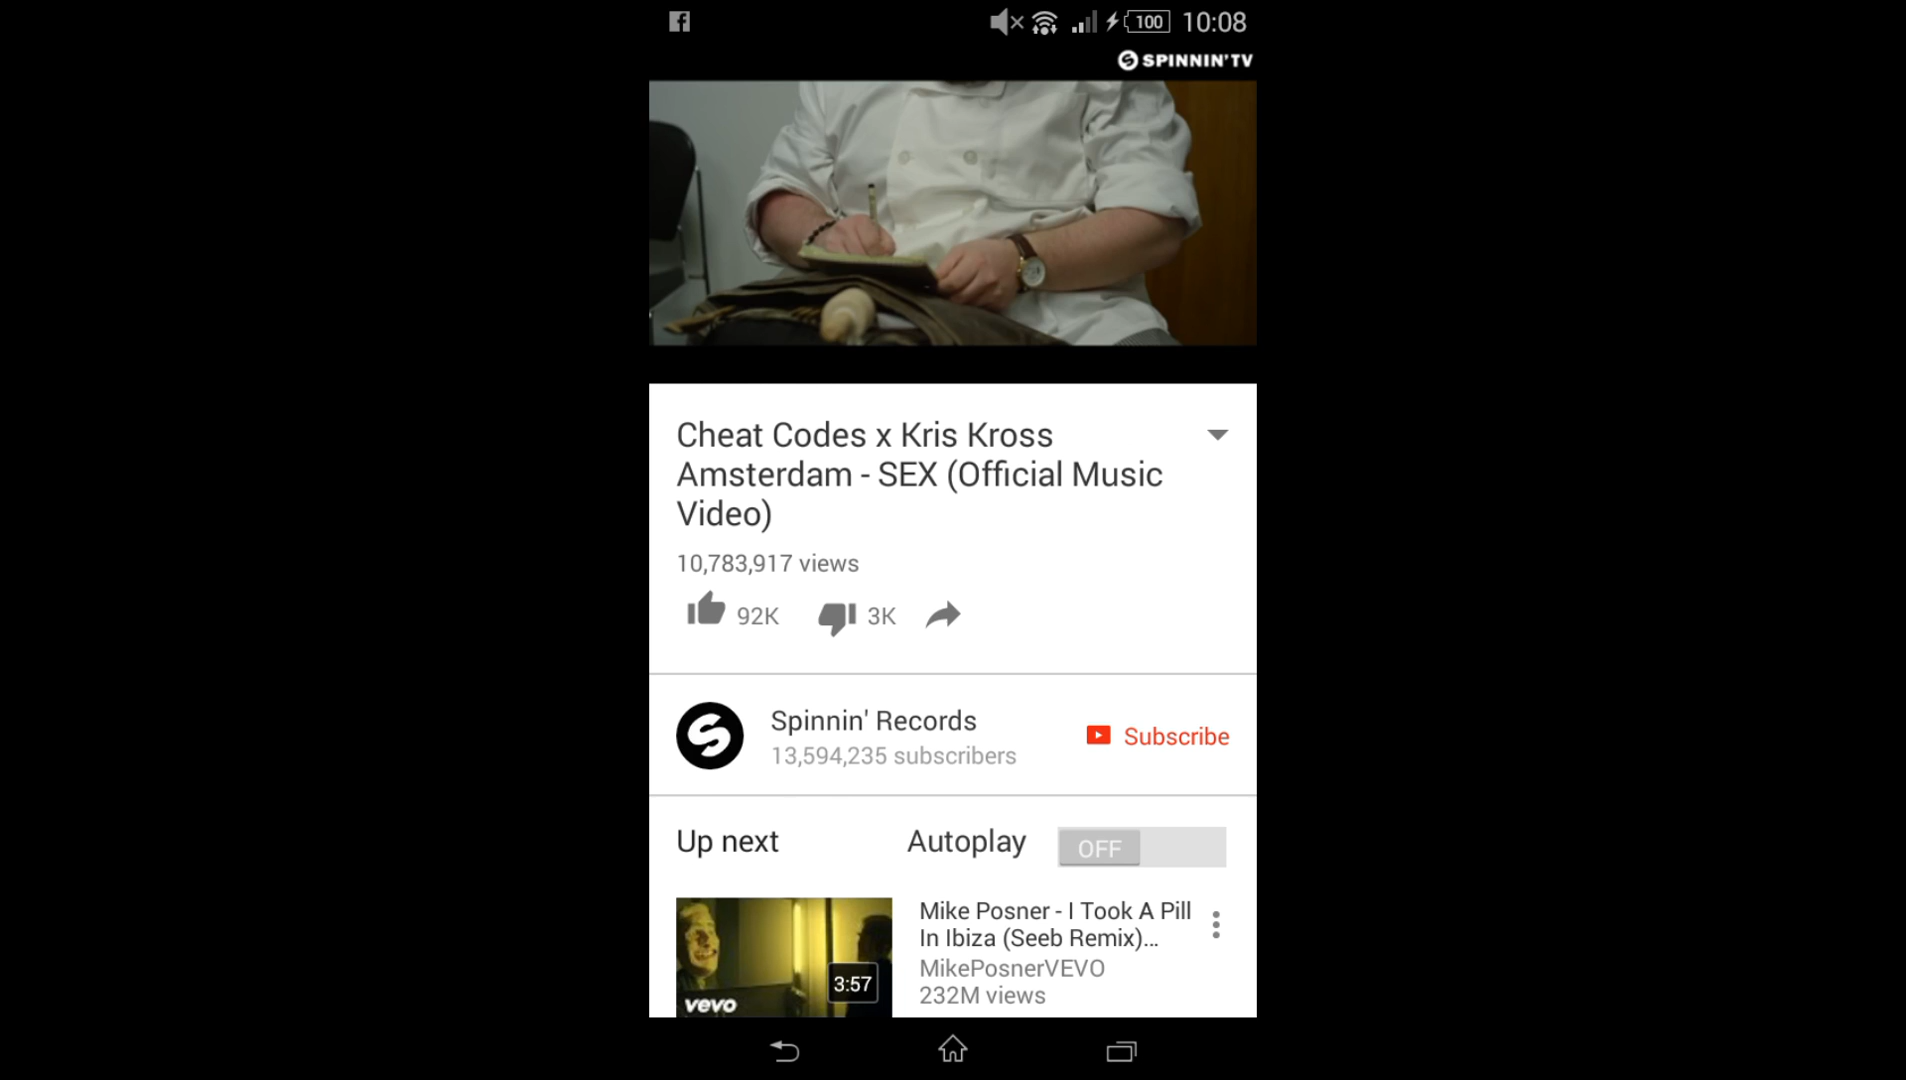 100 10:08
SPINNIN'TV
Cheat Codes x Kris Kross
Amsterdam - SEX (Official Music
Video)
10,783,917 views
92K 3K
Spinnin' Records
13,594,235 subscribers
Subscribe
Up next Autoplay OFF
Mike Posner - I Took A Pill
In Ibiza (Seeb Remix)...
MikePosnerVEVO
232M views
3:57
vevo